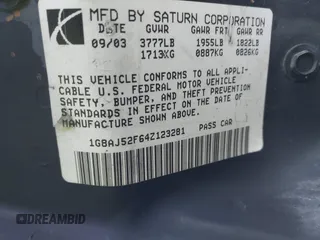 MFD BY SATURN CORPORATION
DATE GVWR GAWR FRT GAWR RR
09/03 3777LB 1955LB 1822LB
1713KG 0887KG 0826KG
THIS VEHICLE CONFORMS TO ALL APPLI-
CABLE U.S. FEDERAL MOTOR VEHICLE
SAFETY, BUMPER, AND THEFT PREVENTION
STANDARDS IN EFFECT ON THE DATE OF
MANUFACTURE SHOWN ABOVE.
1G8AJ52F64Z123281 PASS CAR
DREAMBID